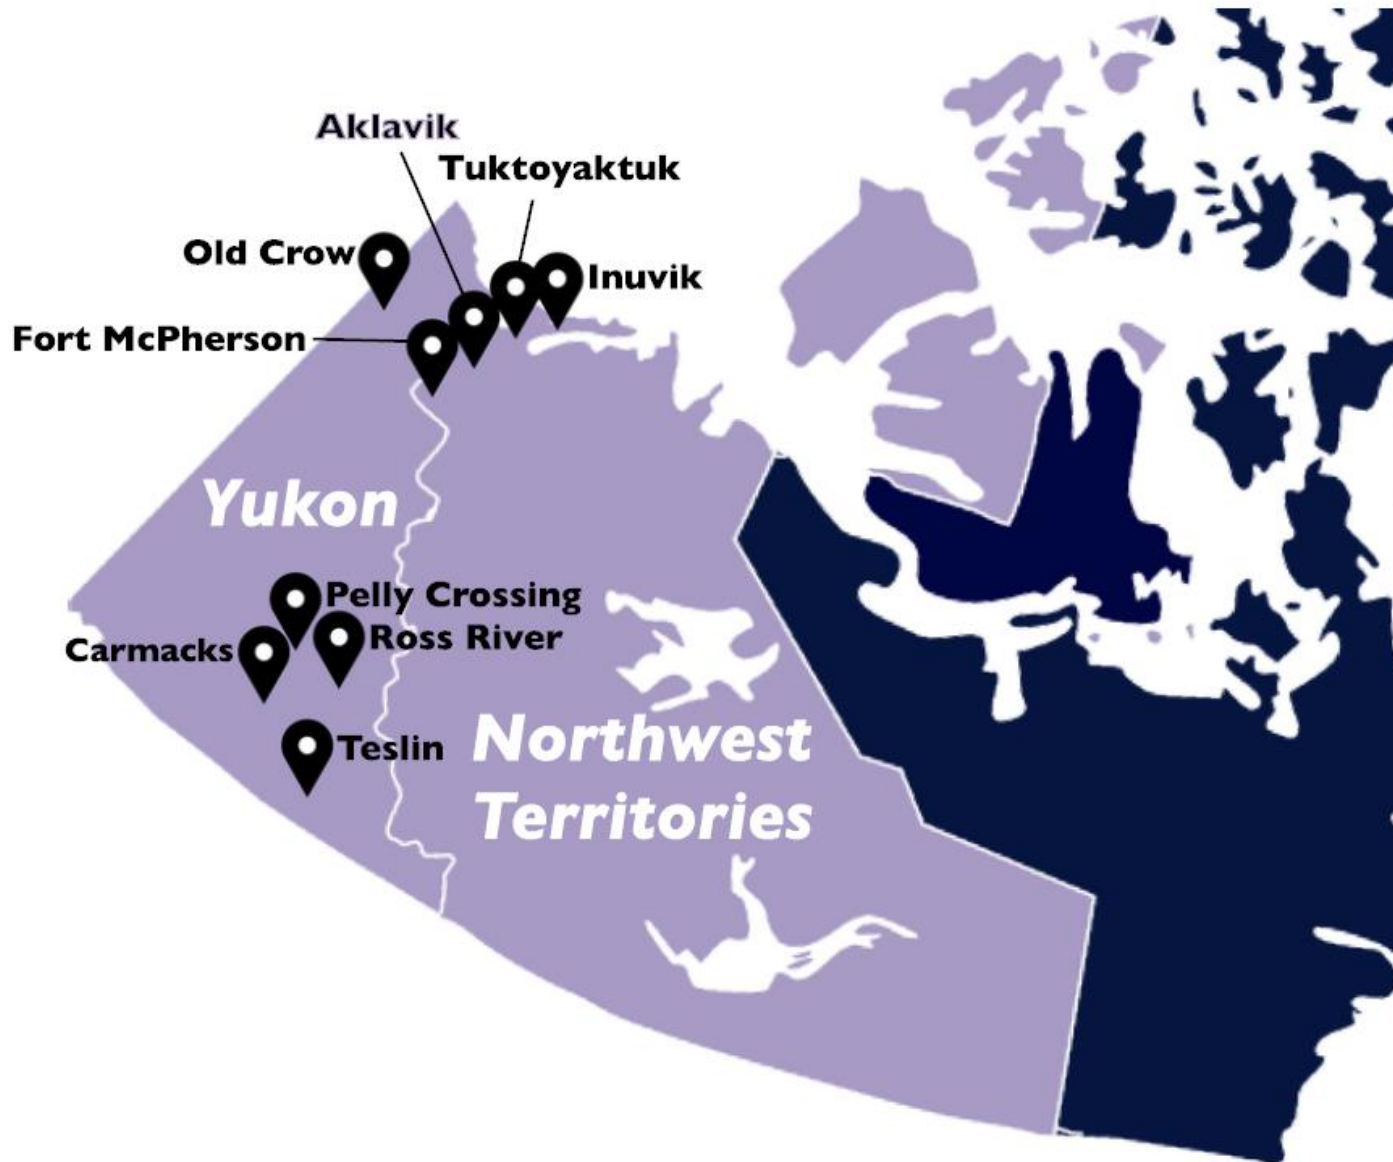 Aklavik
Tuktoyaktuk
Old Crow
Inuvik
Fort McPherson
Yukon
Pelly Crossing
Ross River
Carmacks
Teslin
Northwest
Territories